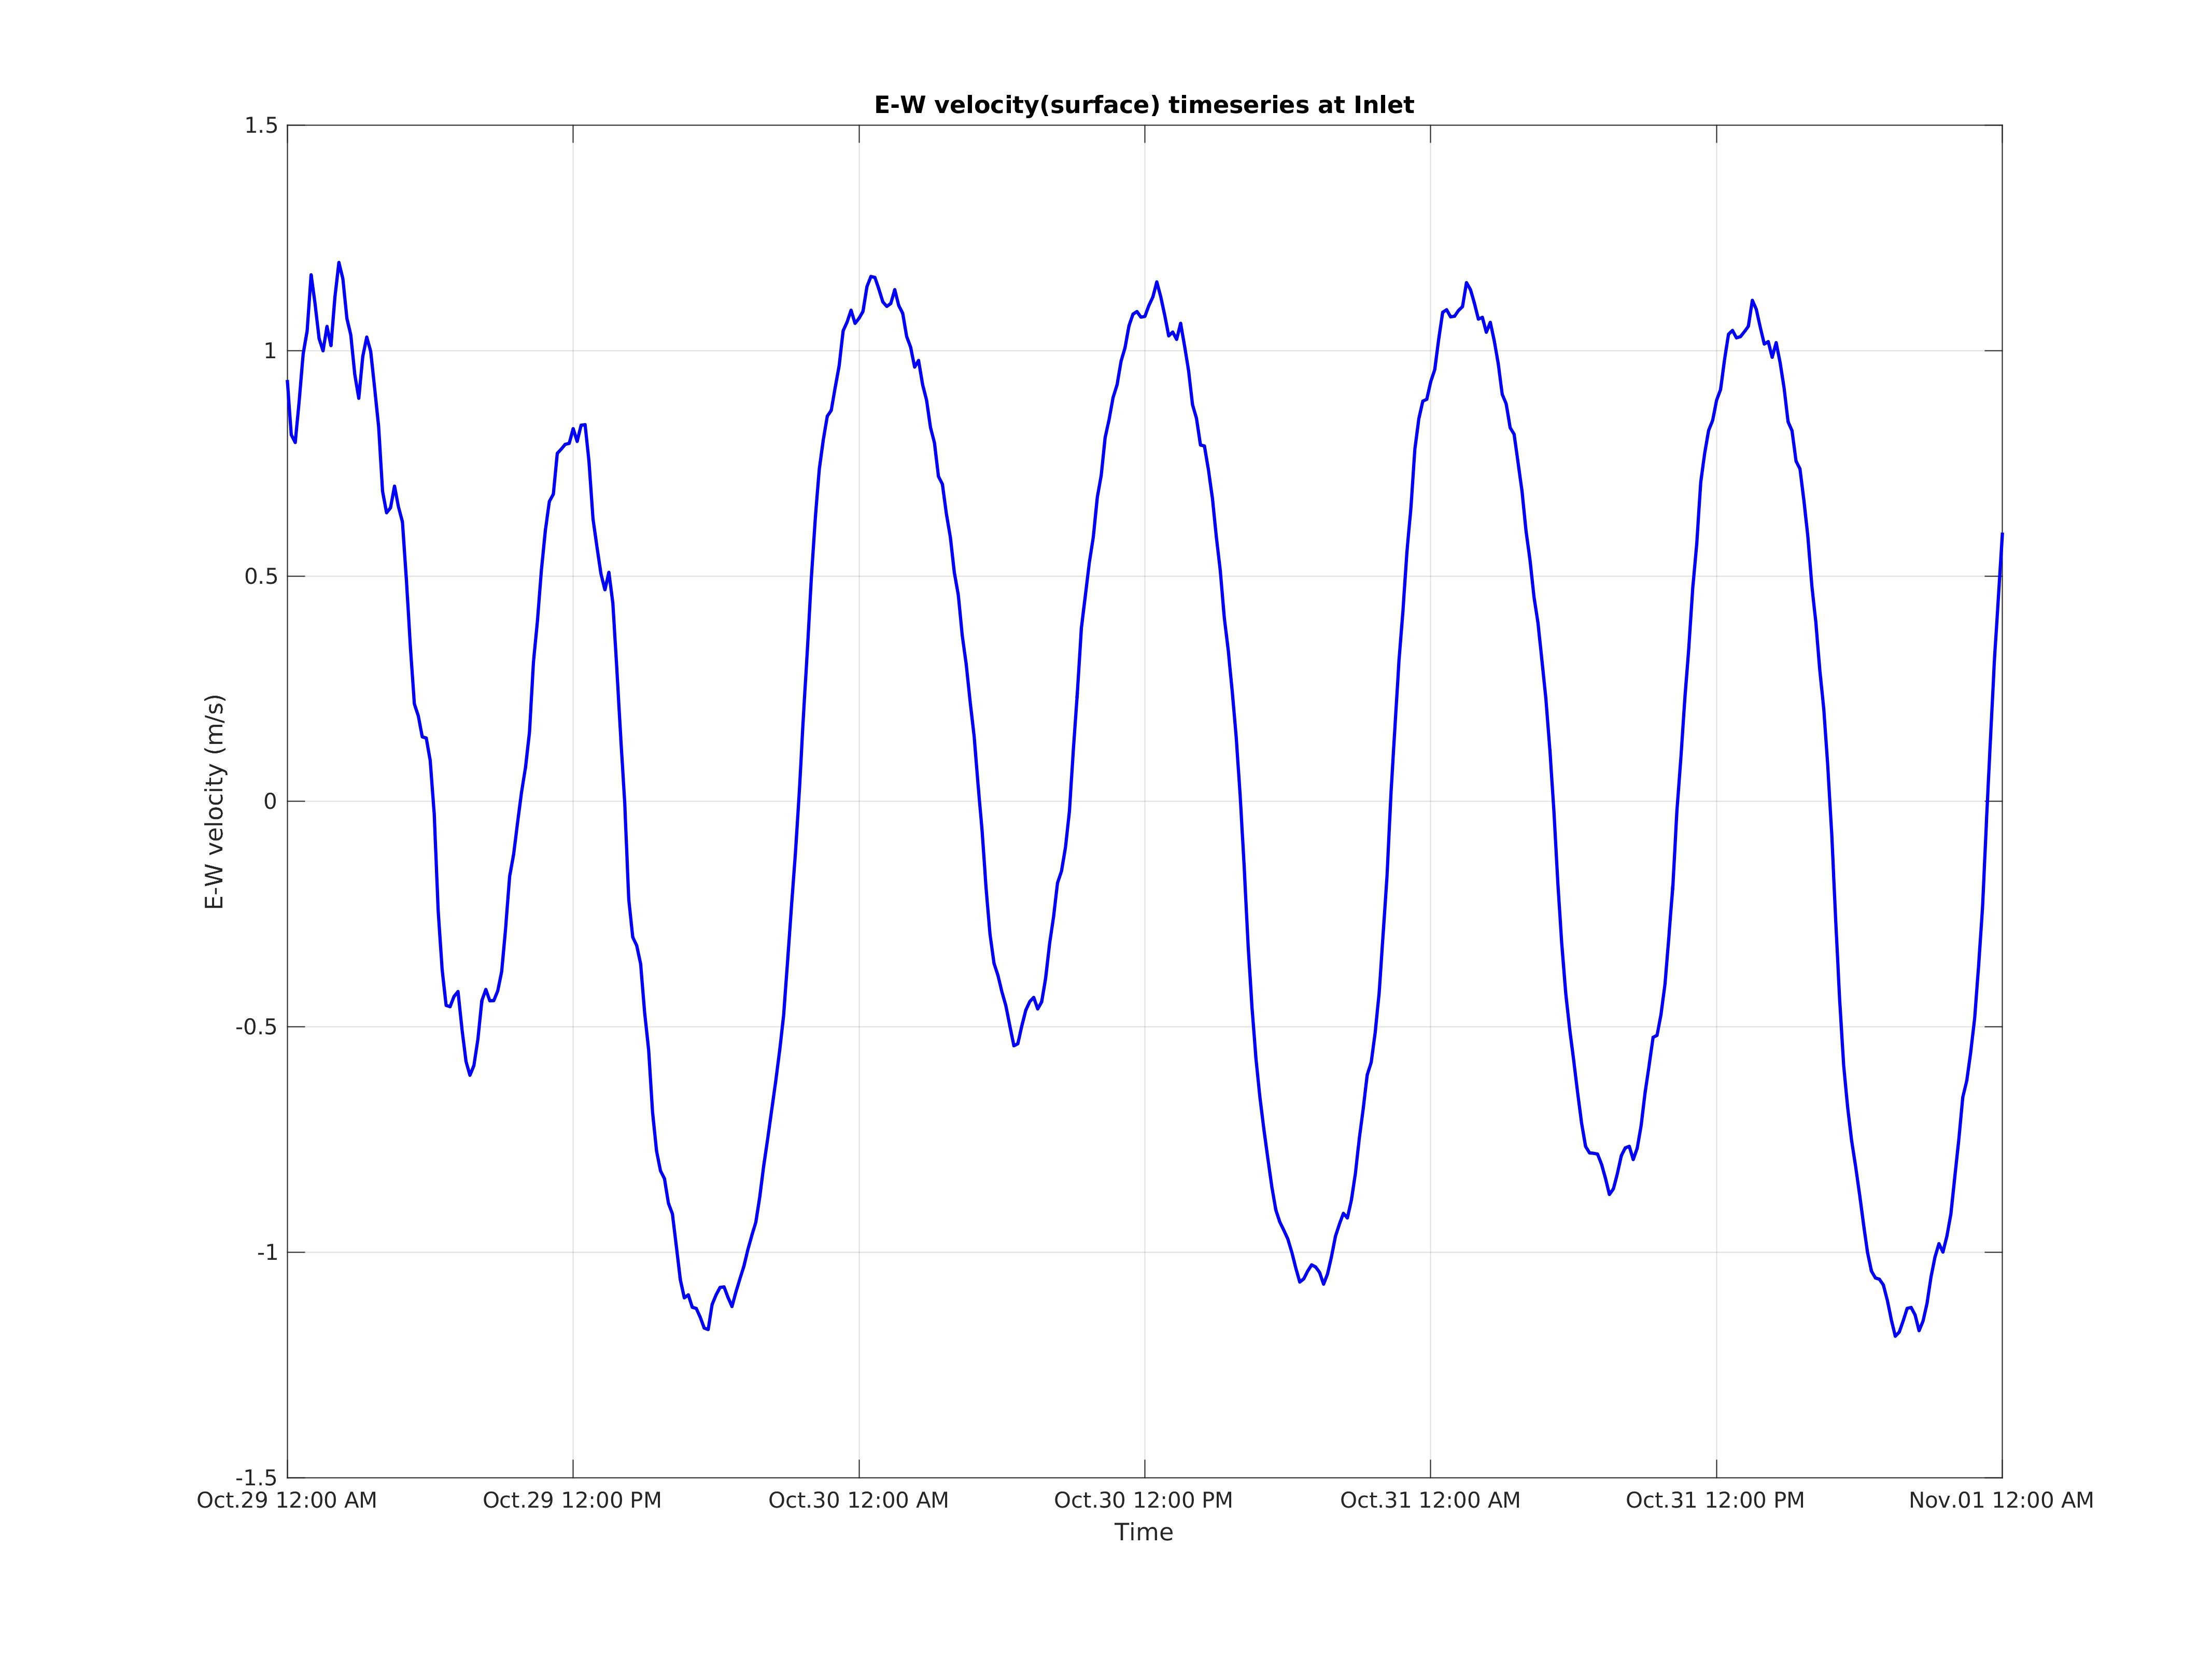 E-W velocity(surface) timeseries at Inlet
1.5
1
0.5
0
-0.5
-1
-1.5
E-W velocity (m/s)
Oct.29 12:00 AM Oct.29 12:00 PM Oct.30 12:00 AM Oct.30 12:00 PM Oct.31 12:00 AM Oct.31 12:00 PM Nov.01 12:00 AM
Time